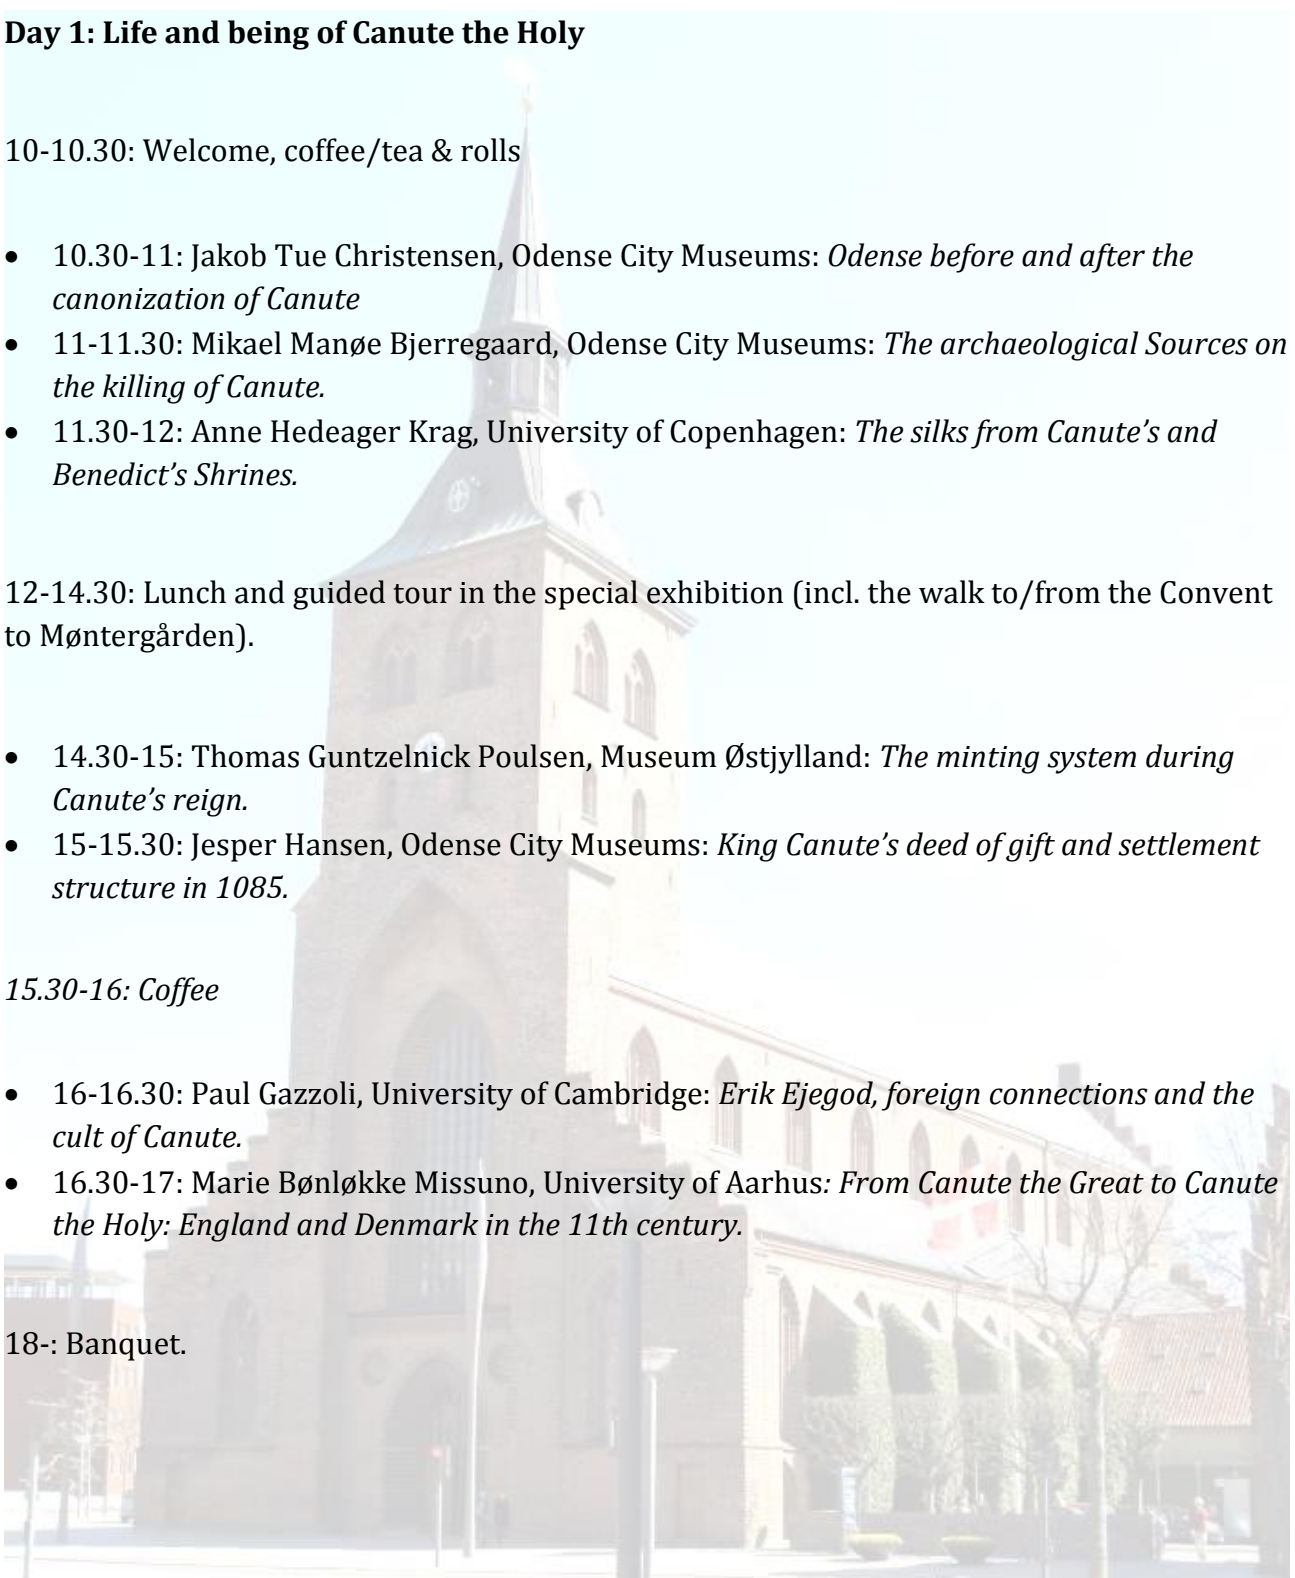 Day 1: Life and being of Canute the Holy
10-10.30: Welcome, coffee/tea & rolls
• 10.30-11: Jakob Tue Christensen, Odense City Museums: Odense before and after the
canonization of Canute
• 11-11.30: Mikael Manøe Bjerregaard, Odense City Museums: The archaeological Sources on
the killing of Canute.
• 11.30-12: Anne Hedeager Krag, University of Copenhagen: The silks from Canute’s and
Benedict’s Shrines.
12-14.30: Lunch and guided tour in the special exhibition (incl. the walk to/from the Convent
to Møntergården).
• 14.30-15: Thomas Guntzelnick Poulsen, Museum Østjylland: The minting system during
Canute’s reign.
• 15-15.30: Jesper Hansen, Odense City Museums: King Canute’s deed of gift and settlement
structure in 1085.
15.30-16: Coffee
• 16-16.30: Paul Gazzoli, University of Cambridge: Erik Ejegod, foreign connections and the
cult of Canute.
• 16.30-17: Marie Bønløkke Missuno, University of Aarhus: From Canute the Great to Canute
the Holy: England and Denmark in the 11th century.
18-: Banquet.